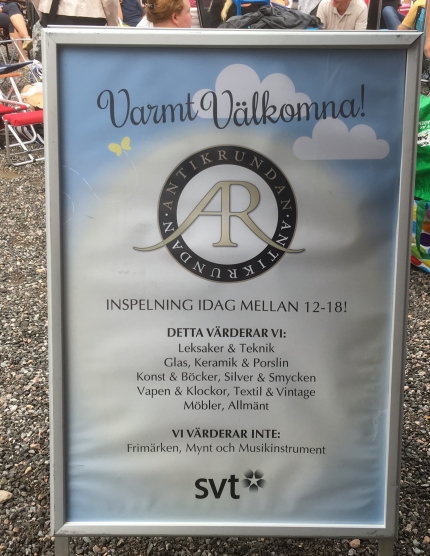 Varmt Välkomna!
ANTIKRUNDAN · ANTIKRUNDAN ·
AR
INSPELNING IDAG MELLAN 12-18!
DETTA VÄRDERAR VI:
Leksaker & Teknik
Glas, Keramik & Porslin
Konst & Böcker, Silver & Smycken
Vapen & Klockor, Textil & Vintage
Möbler, Allmänt
VI VÄRDERAR INTE:
Frimärken, Mynt och Musikinstrument
svt